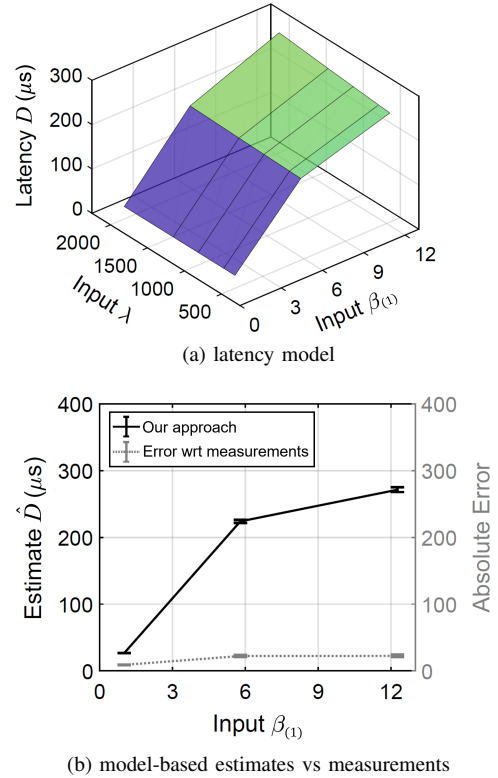 300
200
100
0
Latency D (μs)
2000
1500
1000
500
Input λ
0
3
6
9
12
Input β(1)
(a) latency model
400
300
200
100
0
Estimate D̂ (μs)
Our approach
Error wrt measurements
400
300
200
100
0
Absolute Error
0
3
6
9
12
Input β(1)
(b) model-based estimates vs measurements